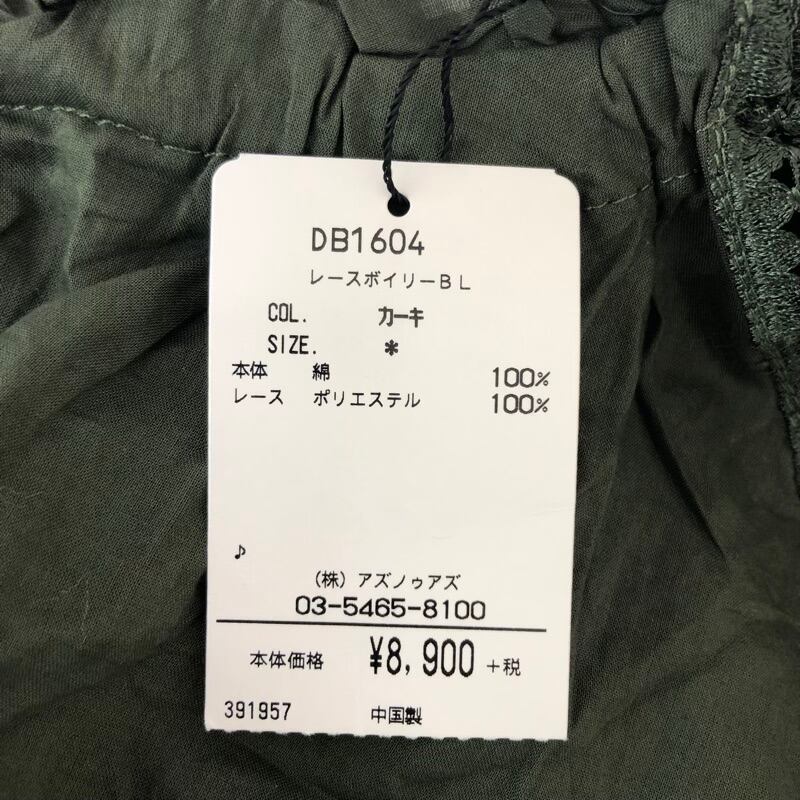 DB1604
レースボイリーBL
COL. カーキ
SIZE. *
本体 綿 100%
レース ポリエステル 100%
♪
(株)アズノゥアズ
03-5465-8100
本体価格 ¥8,900 +税
391957 中国製